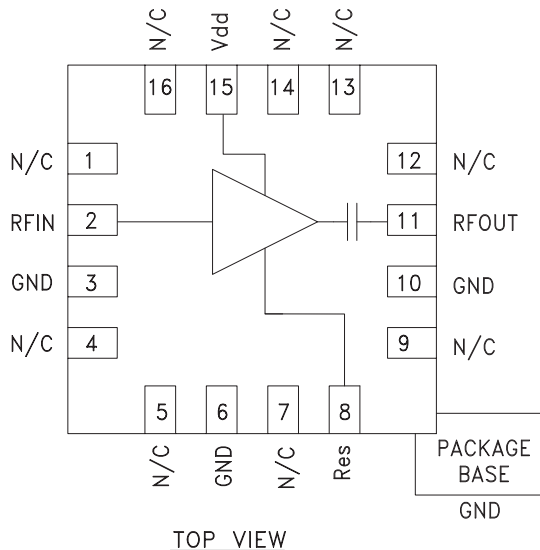 N/C Vdd N/C N/C
16 15 14 13
N/C 1 12 N/C
RFIN 2 11 RFOUT
GND 3 10 GND
N/C 4 9 N/C
5 6 7 8
N/C GND N/C Res
PACKAGE
BASE
GND
TOP VIEW